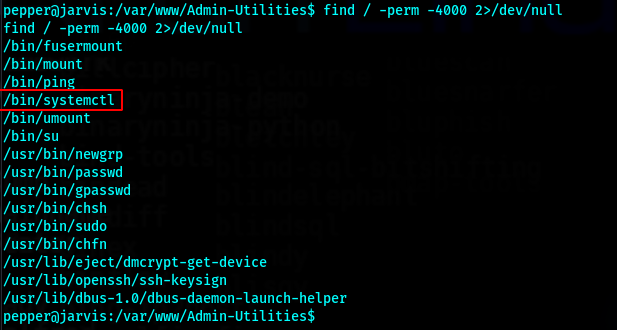 pepper@jarvis:/var/www/Admin-Utilities$ find / -perm -4000 2>/dev/null
find / -perm -4000 2>/dev/null
/bin/fusermount
/bin/mount
/bin/ping
/bin/systemctl
/bin/umount
/bin/su
/usr/bin/newgrp
/usr/bin/passwd
/usr/bin/gpasswd
/usr/bin/chsh
/usr/bin/sudo
/usr/bin/chfn
/usr/lib/eject/dmcrypt-get-device
/usr/lib/openssh/ssh-keysign
/usr/lib/dbus-1.0/dbus-daemon-launch-helper
pepper@jarvis:/var/www/Admin-Utilities$